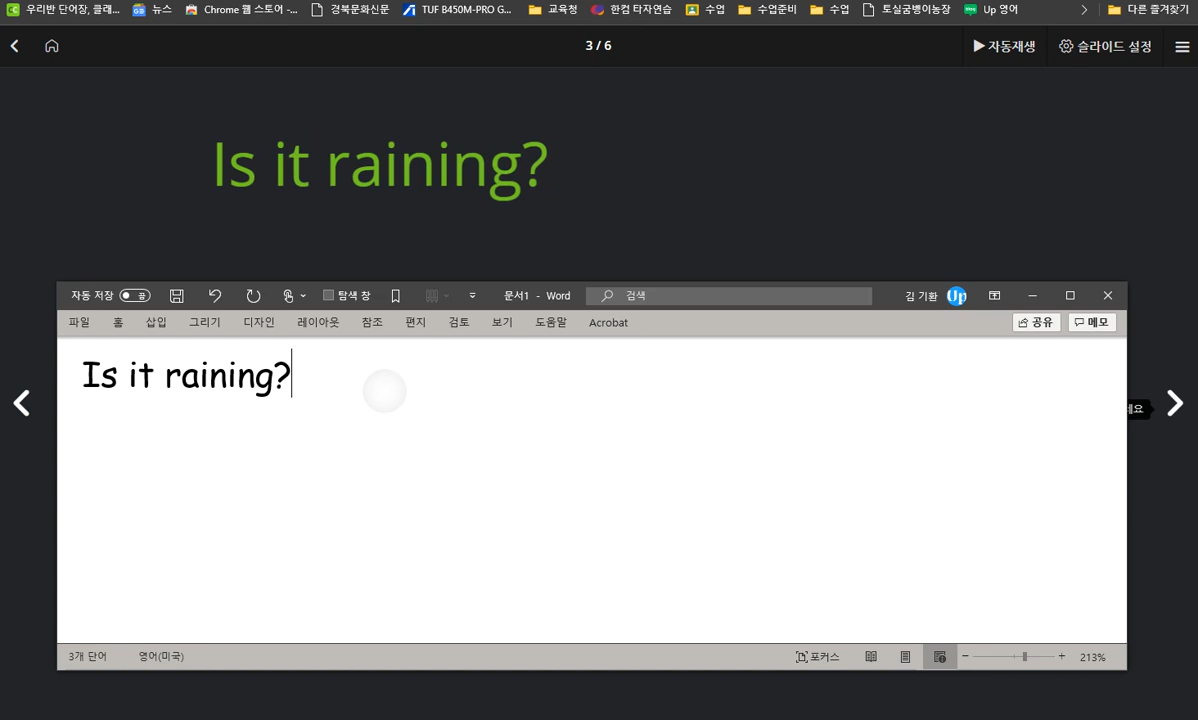 우리반 단어장, 클래... 뉴스 Chrome 웹 스토어 -... 경북문화신문 TUF B450M-PRO G... 교육청 한컴 타자연습 수업 수업준비 수업 토실굼벵이농장 Up 영어 다른 즐겨찾기
3 / 6 자동재생 슬라이드 설정
Is it raining?
자동 저장 끔 탐색 창 문서1 - Word 검색 김 기환 Up
파일 홈 삽입 그리기 디자인 레이아웃 참조 편지 검토 보기 도움말 Acrobat 공유 메모
Is it raining?
3개 단어 영어(미국) 포커스 213%